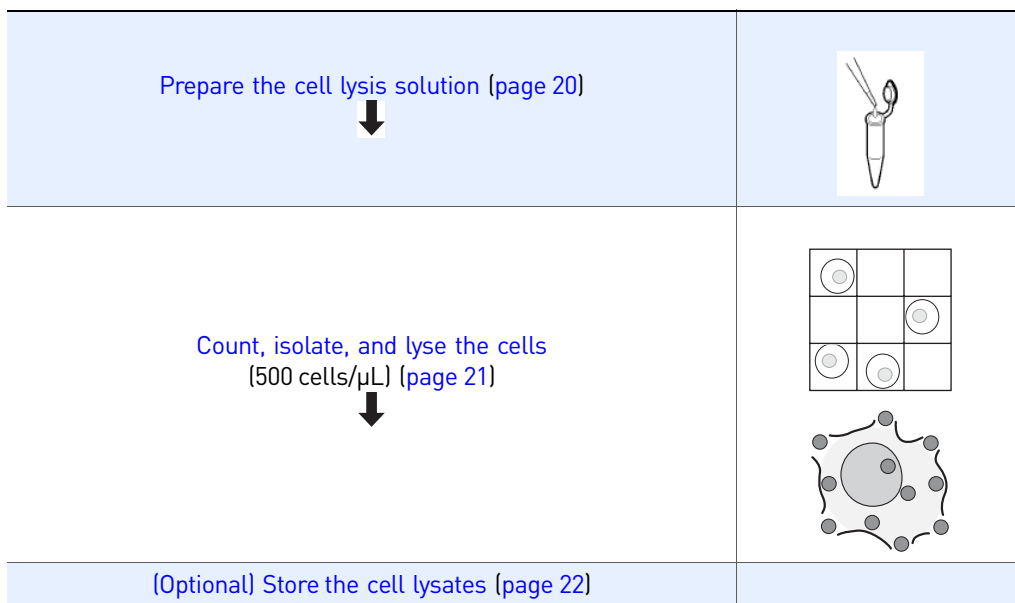 Prepare the cell lysis solution (page 20)
Count, isolate, and lyse the cells
(500 cells/µL) (page 21)
(Optional) Store the cell lysates (page 22)